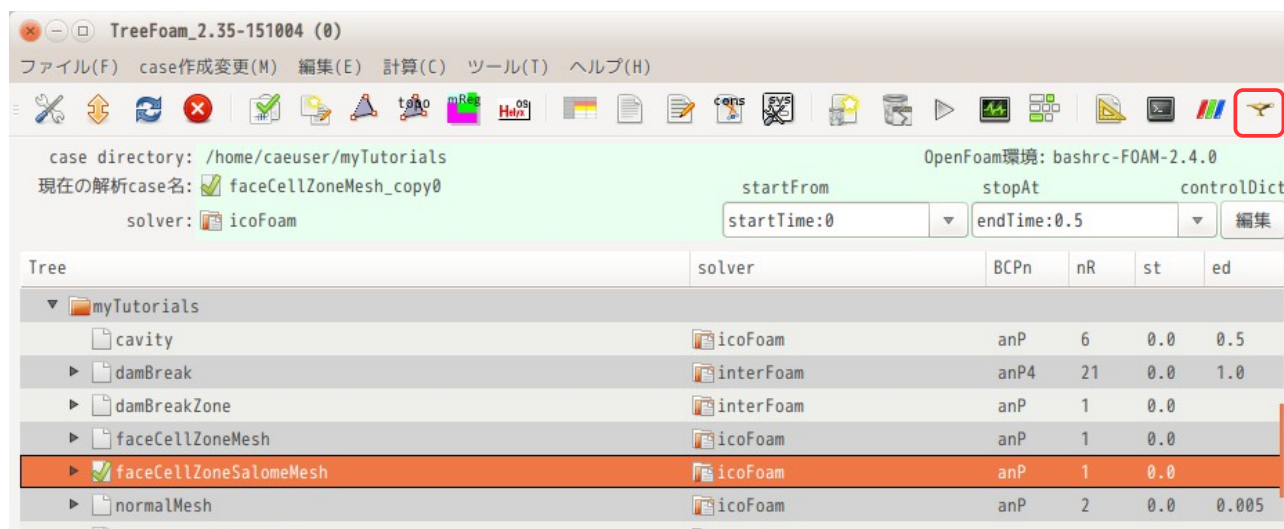 TreeFoam_2.35-151004 (0)
ファイル(F) case作成変更(M) 編集(E) 計算(C) ツール(T) ヘルプ(H)
topo mReg Helyx OS cons SYS
case directory: /home/caeuser/myTutorials OpenFoam環境: bashrc-FOAM-2.4.0
現在の解析case名: faceCellZoneMesh_copy0 startFrom stopAt controlDict
solver: icoFoam startTime:0 endTime:0.5 編集
Tree solver BCPn nR st ed
myTutorials
cavity icoFoam anP 6 0.0 0.5
damBreak interFoam anP4 21 0.0 1.0
damBreakZone interFoam anP 1 0.0
faceCellZoneMesh icoFoam anP 1 0.0
faceCellZoneSalomeMesh icoFoam anP 1 0.0
normalMesh icoFoam anP 2 0.0 0.005